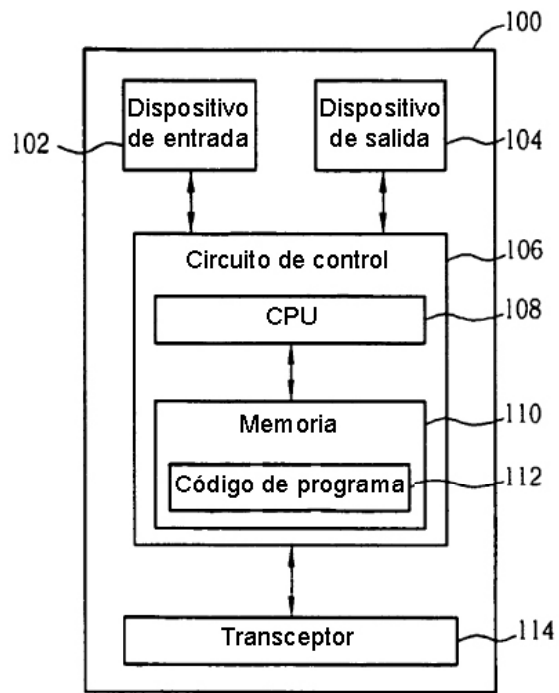 100
Dispositivo
de entrada
102
Dispositivo
de salida
104
Circuito de control
106
CPU
108
Memoria
110
Código de programa
112
Transceptor
114